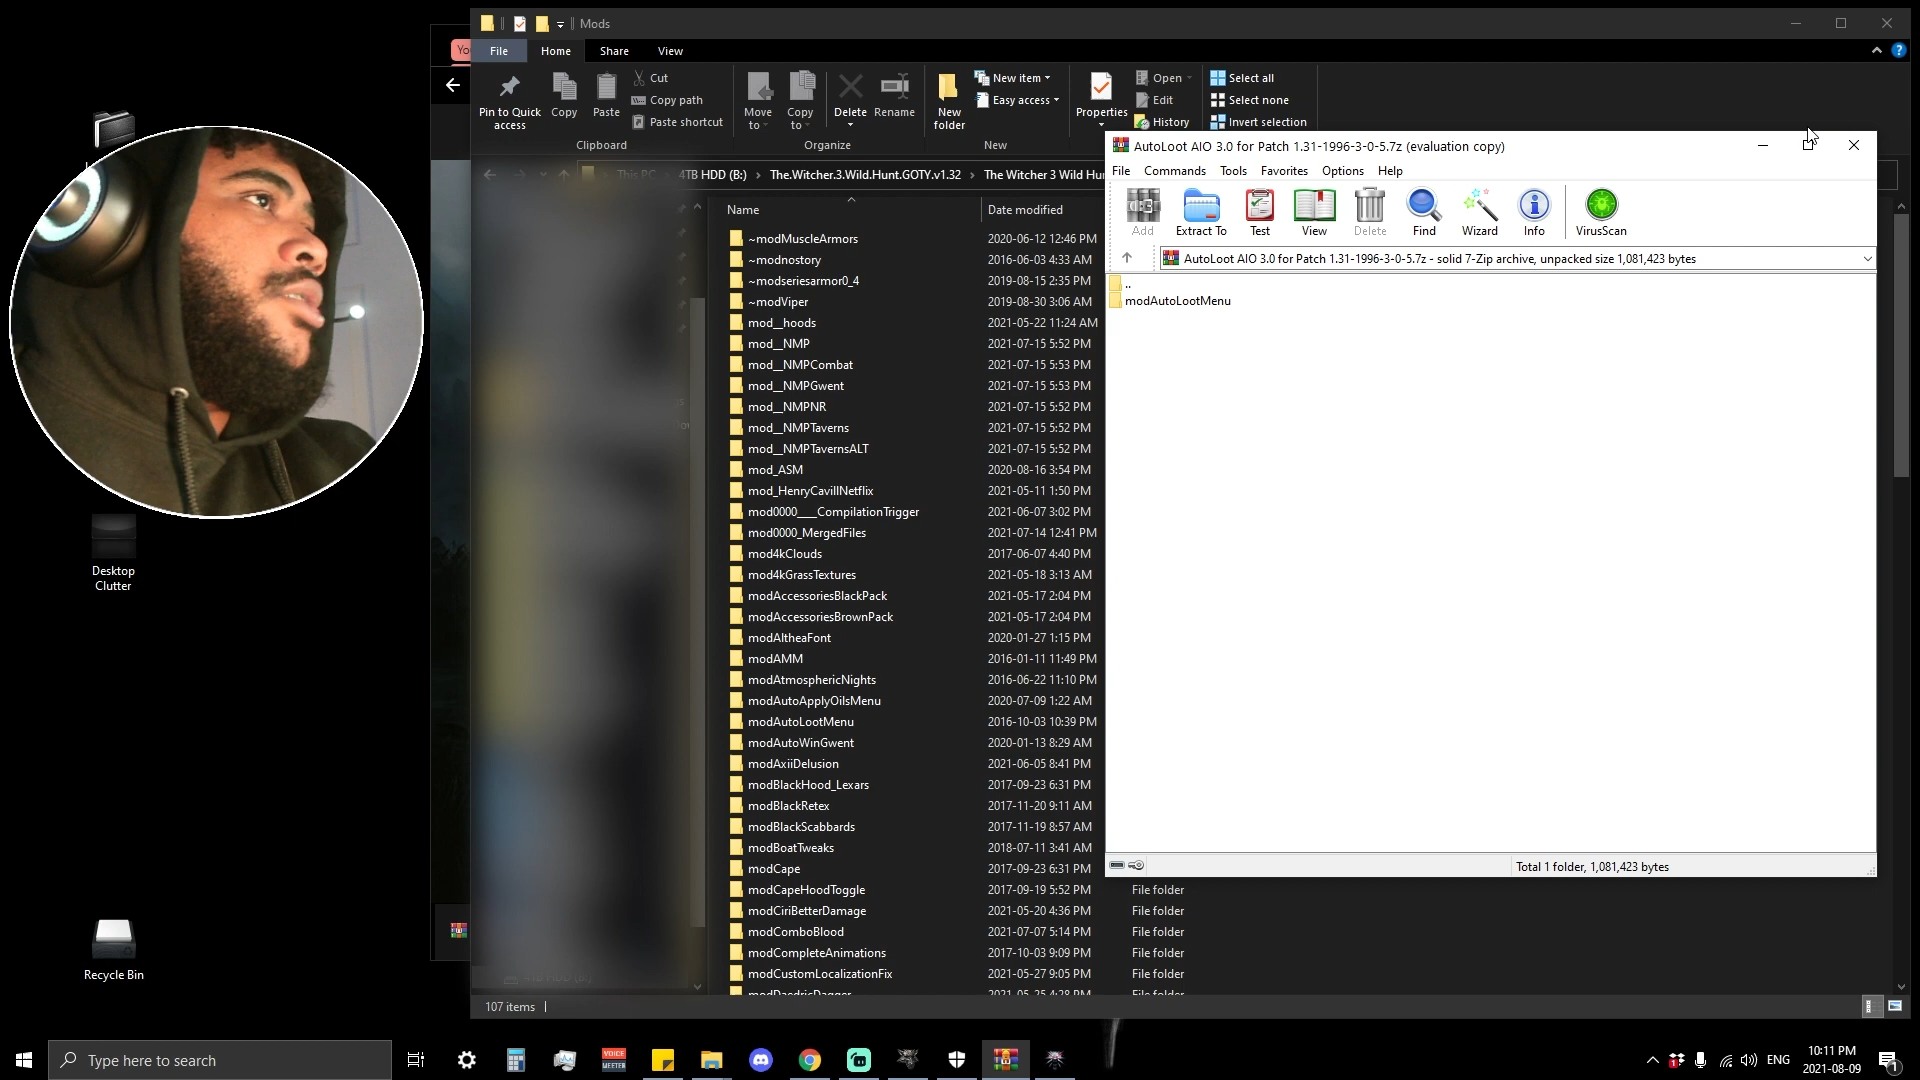 Mods
File
Home
Share
View
Pin to Quick access
Copy
Paste
Cut
Copy path
Paste shortcut
Clipboard
Move to
Copy to
Delete
Rename
Organize
New folder
New item
Easy access
New
Properties
Open
Edit
History
Select all
Select none
Invert selection
This PC
4TB HDD (B:)
The.Witcher.3.Wild.Hunt.GOTY.v1.32
The Witcher 3 Wild Hu
Name
Date modified
~modMuscleArmors 2020-06-12 12:46 PM
~modnostory 2016-06-03 4:33 AM
~modseriesarmor0_4 2019-08-15 2:35 PM
~modViper 2019-08-30 3:06 AM
mod__hoods 2021-05-22 11:24 AM
mod__NMP 2021-07-15 5:52 PM
mod__NMPCombat 2021-07-15 5:53 PM
mod__NMPGwent 2021-07-15 5:53 PM
mod__NMPNR 2021-07-15 5:52 PM
mod__NMPTaverns 2021-07-15 5:52 PM
mod__NMPTavernsALT 2021-07-15 5:52 PM
mod_ASM 2020-08-16 3:54 PM
mod_HenryCavillNetflix 2021-05-11 1:50 PM
mod0000____CompilationTrigger 2021-06-07 3:02 PM
mod0000_MergedFiles 2021-07-14 12:41 PM
mod4kClouds 2017-06-07 4:40 PM
mod4kGrassTextures 2021-05-18 3:13 AM
modAccessoriesBlackPack 2021-05-17 2:04 PM
modAccessoriesBrownPack 2021-05-17 2:04 PM
modAltheaFont 2020-01-27 1:15 PM
modAMM 2016-01-11 11:49 PM
modAtmosphericNights 2016-06-22 11:10 PM
modAutoApplyOilsMenu 2020-07-09 1:22 AM
modAutoLootMenu 2016-10-03 10:39 PM
modAutoWinGwent 2020-01-13 8:29 AM
modAxiiDelusion 2021-06-05 8:41 PM
modBlackHood_Lexars 2017-09-23 6:31 PM
modBlackRetex 2017-11-20 9:11 AM
modBlackScabbards 2017-11-19 8:57 AM
modBoatTweaks 2018-07-11 3:41 AM
modCape 2017-09-23 6:31 PM
modCapeHoodToggle 2017-09-19 5:52 PM File folder
modCiriBetterDamage 2021-05-20 4:36 PM File folder
modComboBlood 2021-07-07 5:14 PM File folder
modCompleteAnimations 2017-10-03 9:09 PM File folder
modCustomLocalizationFix 2021-05-27 9:05 PM File folder
modDaedricDagger 2021-05-25 4:28 PM File folder
107 items
AutoLoot AIO 3.0 for Patch 1.31-1996-3-0-5.7z (evaluation copy)
File Commands Tools Favorites Options Help
Add
Extract To
Test
View
Delete
Find
Wizard
Info
VirusScan
AutoLoot AIO 3.0 for Patch 1.31-1996-3-0-5.7z - solid 7-Zip archive, unpacked size 1,081,423 bytes
..
modAutoLootMenu
Total 1 folder, 1,081,423 bytes
Desktop Clutter
Recycle Bin
Type here to search
VOICE MEETER
ENG
10:11 PM
2021-08-09